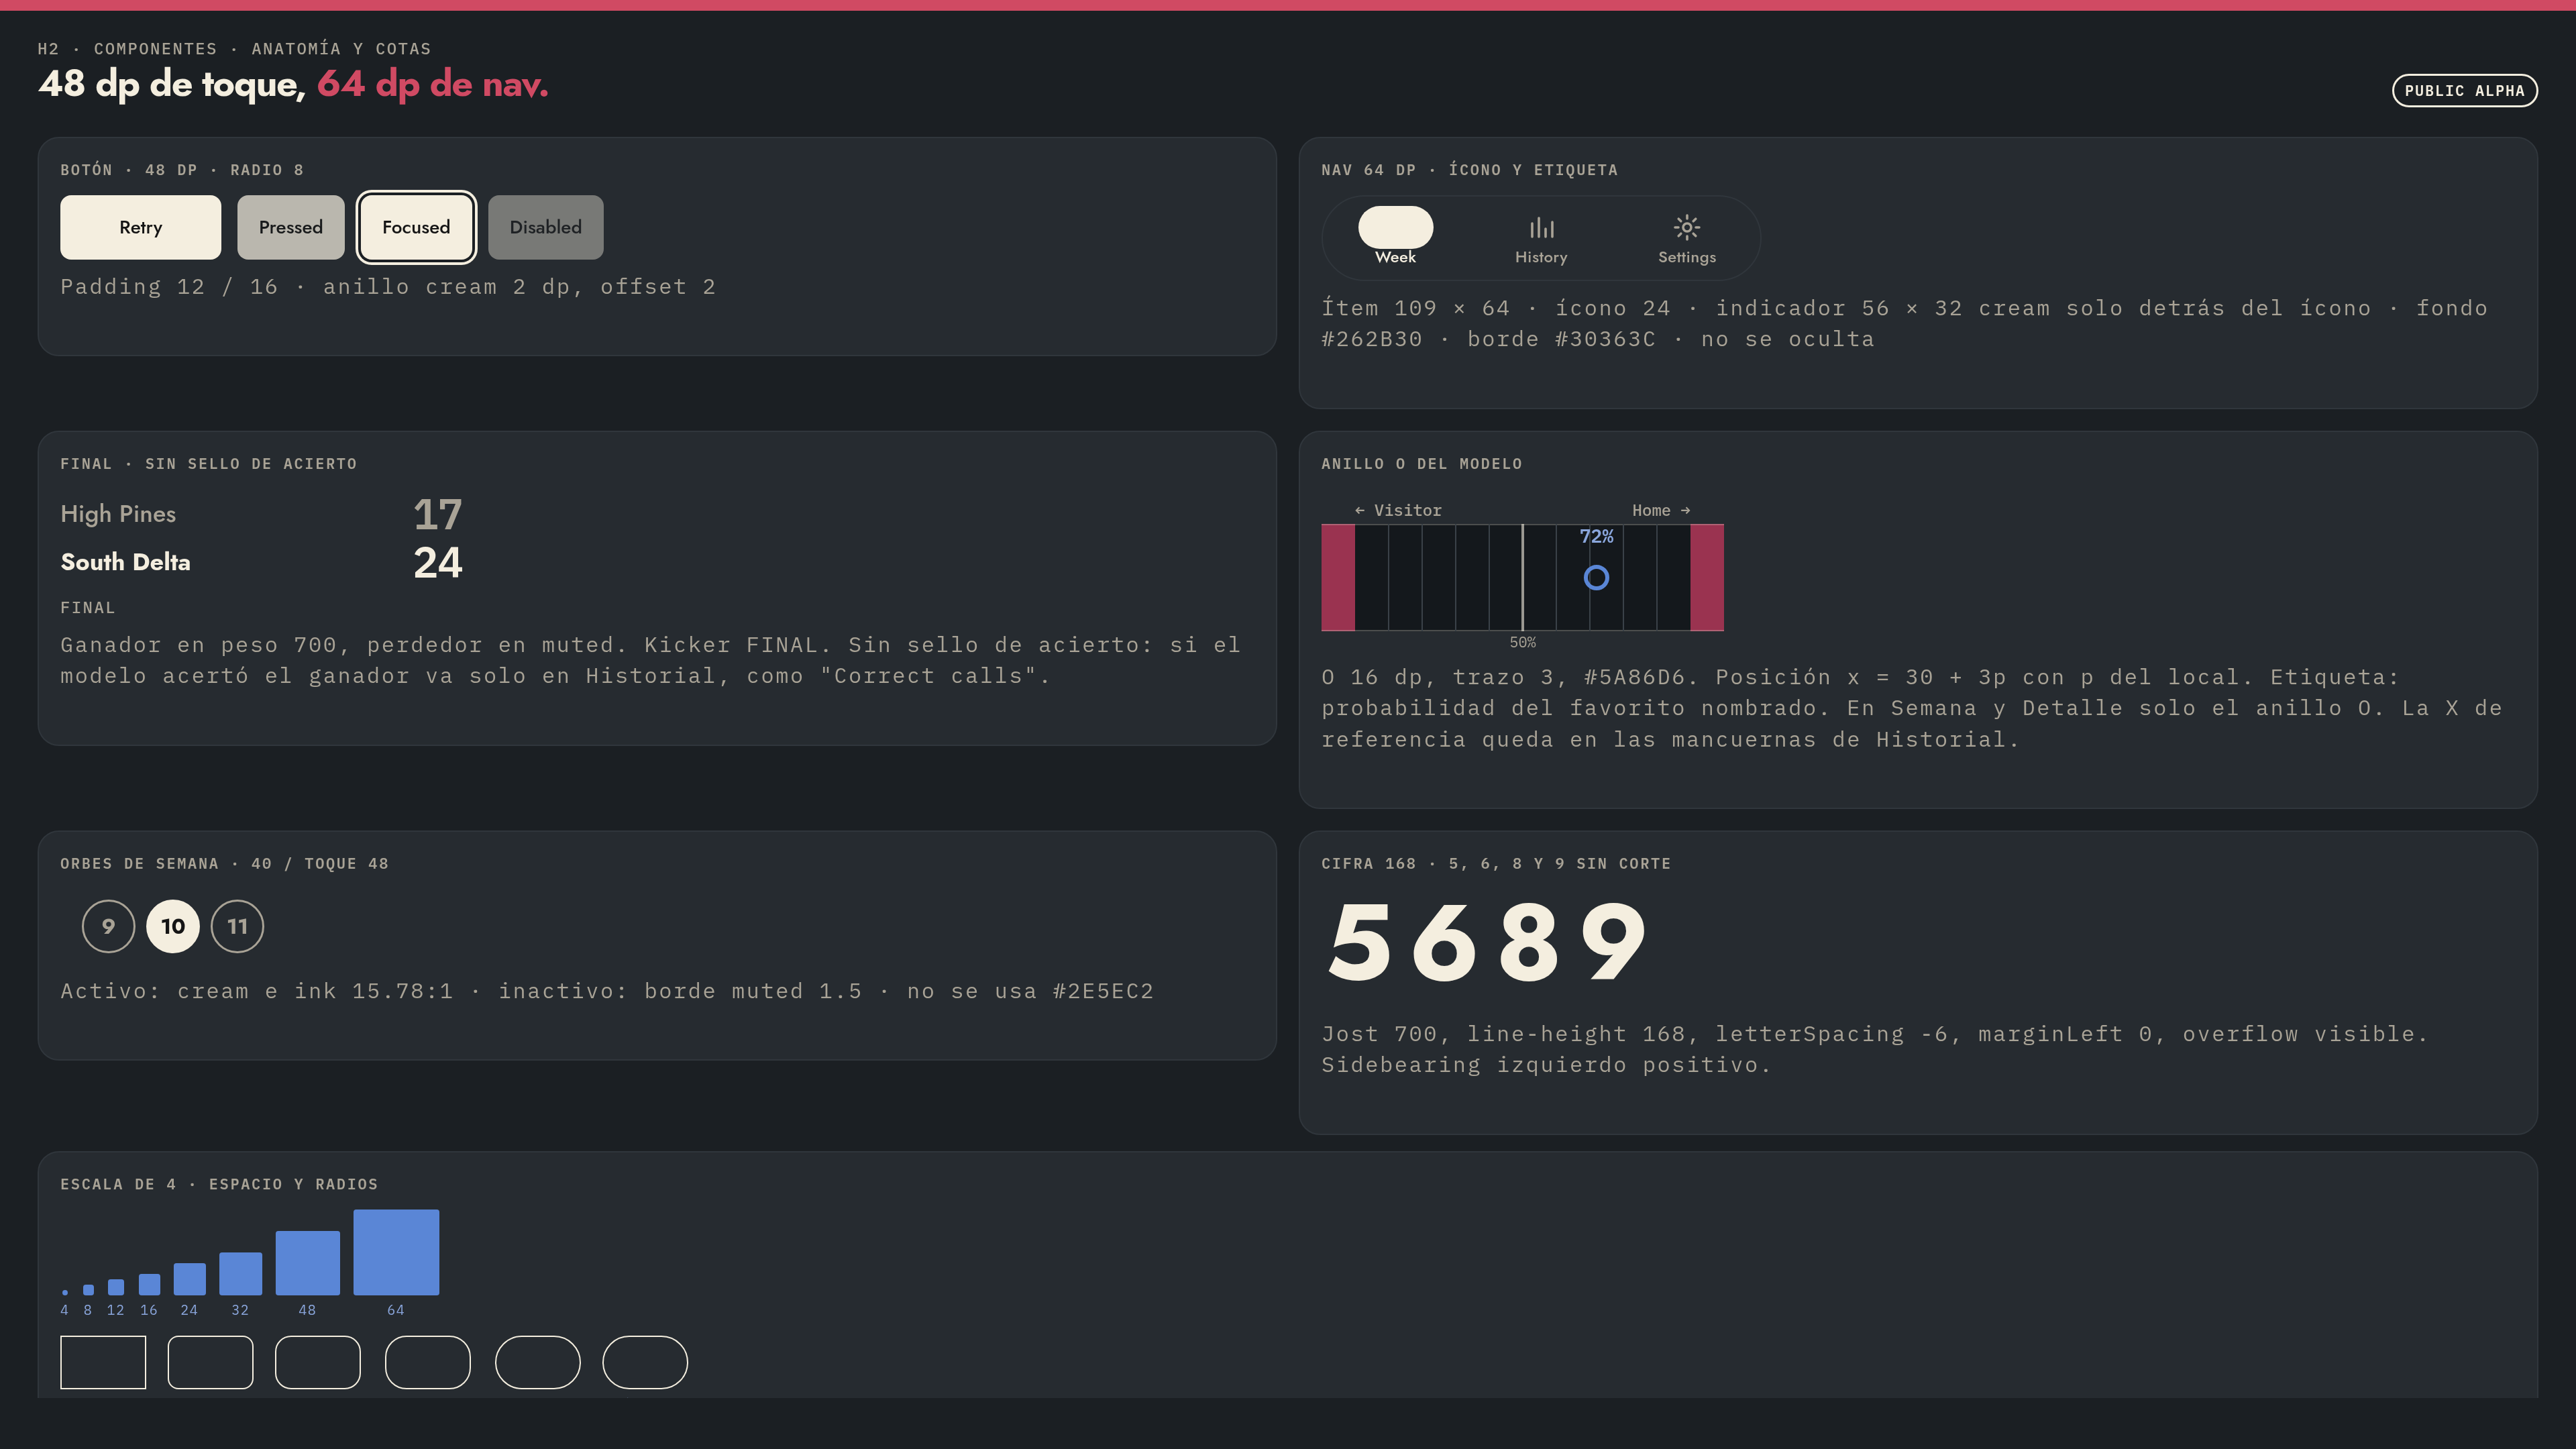 H2 · COMPONENTES · ANATOMÍA Y COTAS
48 dp de toque, 64 dp de nav.
PUBLIC ALPHA
BOTÓN · 48 DP · RADIO 8
Retry
Pressed
Focused
Disabled
Padding 12 / 16 · anillo cream 2 dp, offset 2
NAV 64 DP · ÍCONO Y ETIQUETA
Week
History
Settings
Ítem 109 × 64 · ícono 24 · indicador 56 × 32 cream solo detrás del ícono · fondo
#262B30 · borde #30363C · no se oculta
FINAL · SIN SELLO DE ACIERTO
High Pines 17
South Delta 24
FINAL
Ganador en peso 700, perdedor en muted. Kicker FINAL. Sin sello de acierto: si el
modelo acertó el ganador va solo en Historial, como "Correct calls".
ANILLO O DEL MODELO
← Visitor
Home →
72%
50%
O 16 dp, trazo 3, #5A86D6. Posición x = 30 + 3p con p del local. Etiqueta:
probabilidad del favorito nombrado. En Semana y Detalle solo el anillo O. La X de
referencia queda en las mancuernas de Historial.
ORBES DE SEMANA · 40 / TOQUE 48
9
10
11
Activo: cream e ink 15.78:1 · inactivo: borde muted 1.5 · no se usa #2E5EC2
CIFRA 168 · 5, 6, 8 Y 9 SIN CORTE
5 6 8 9
Jost 700, line-height 168, letterSpacing -6, marginLeft 0, overflow visible.
Sidebearing izquierdo positivo.
ESCALA DE 4 · ESPACIO Y RADIOS
4 8 12 16 24 32 48 64